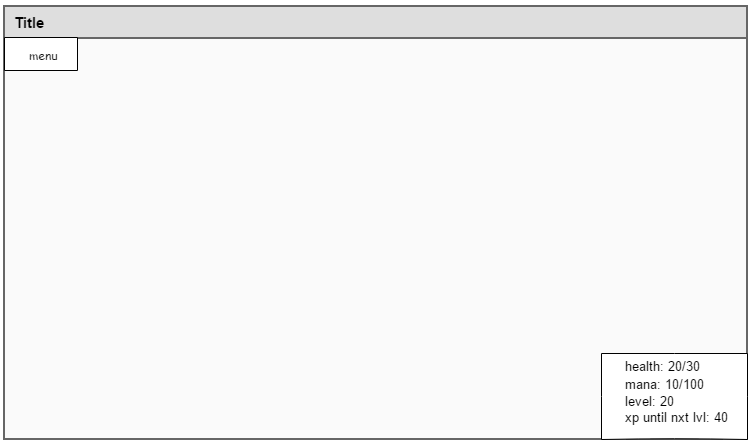 Title
menu
health: 20/30
mana: 10/100
level: 20
xp until nxt lvl: 40